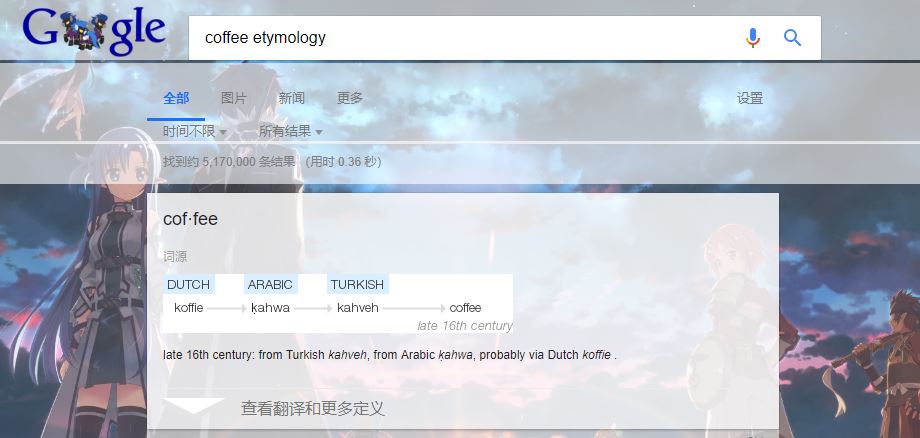 Google
coffee etymology
全部 图片 新闻 更多 设置
时间不限 所有结果
找到约 5,170,000 条结果 （用时 0.36 秒）
cof·fee
词源
DUTCH ARABIC TURKISH
koffie ḳahwa kahveh coffee
late 16th century
late 16th century: from Turkish kahveh, from Arabic ḳahwa, probably via Dutch koffie .
查看翻译和更多定义